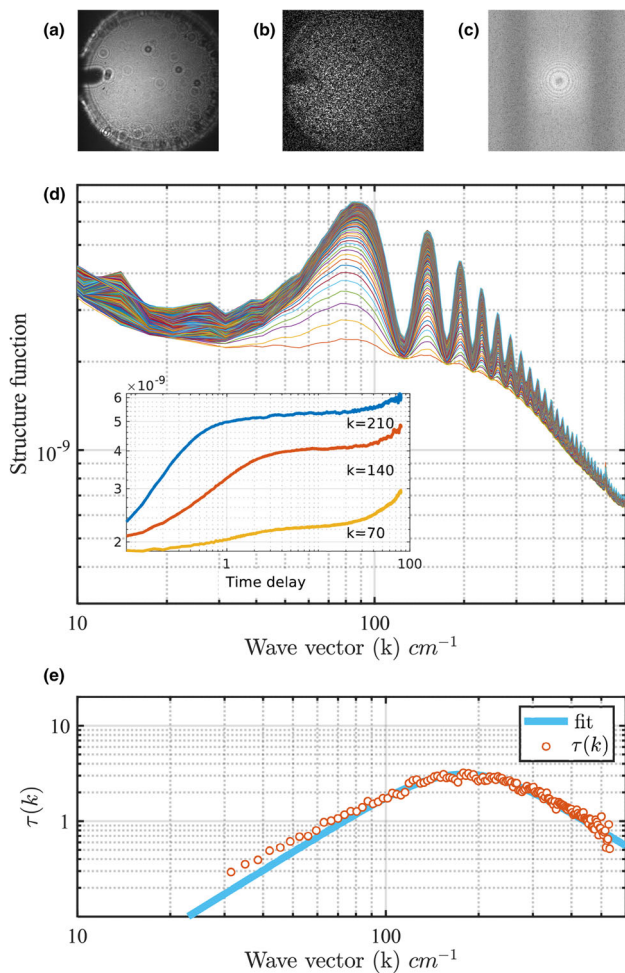 (a)
(b)
(c)
(d)
Structure function
10⁻⁹
×10⁻⁹
6
5
4
3
2
k=210
k=140
k=70
1
100
Time delay
10
100
Wave vector (k) cm⁻¹
(e)
τ(k)
10
1
fit
τ(k)
10
100
Wave vector (k) cm⁻¹